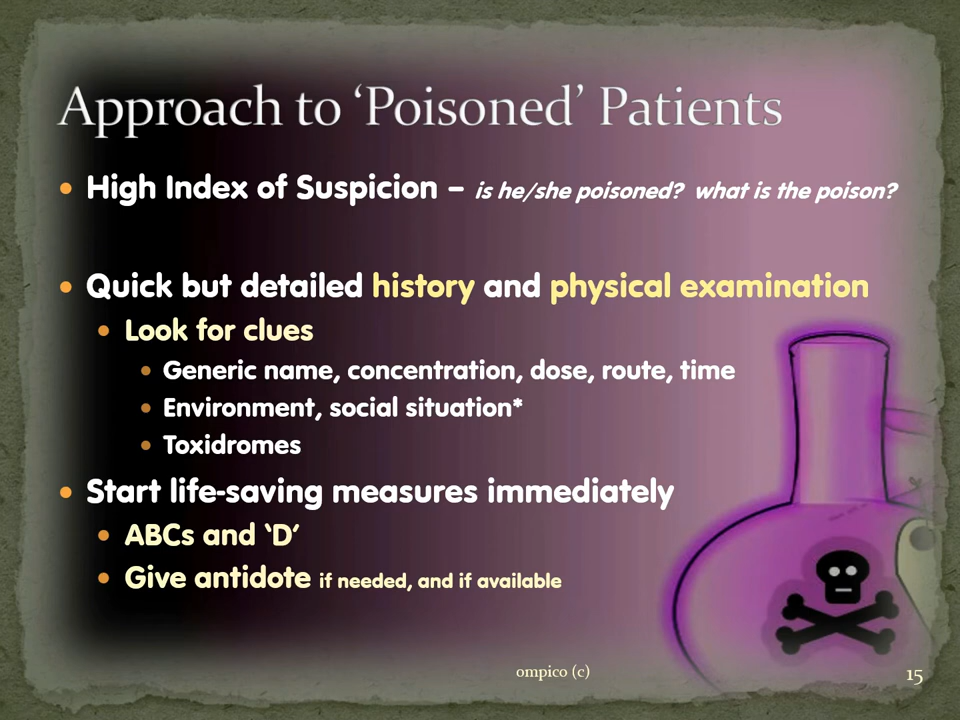 Approach to ‘Poisoned’ Patients
High Index of Suspicion – is he/she poisoned? what is the poison?
Quick but detailed history and physical examination
Look for clues
Generic name, concentration, dose, route, time
Environment, social situation*
Toxidromes
Start life-saving measures immediately
ABCs and ‘D’
Give antidote if needed, and if available
ompico (c)
15